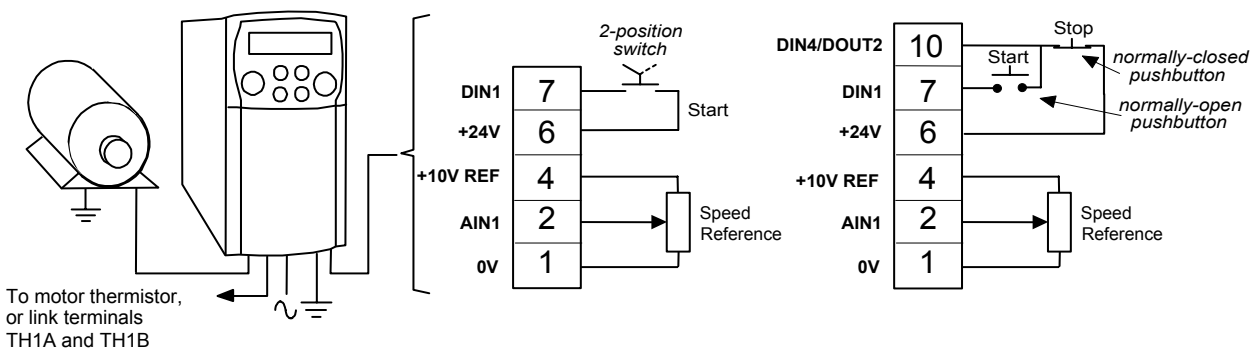 To motor thermistor,
or link terminals
TH1A and TH1B
2-position
switch
DIN1 7
Start
+24V 6
+10V REF 4
AIN1 2
Speed
Reference
0V 1
DIN4/DOUT2 10
Stop
normally-closed
pushbutton
Start
DIN1 7
normally-open
pushbutton
+24V 6
+10V REF 4
AIN1 2
Speed
Reference
0V 1